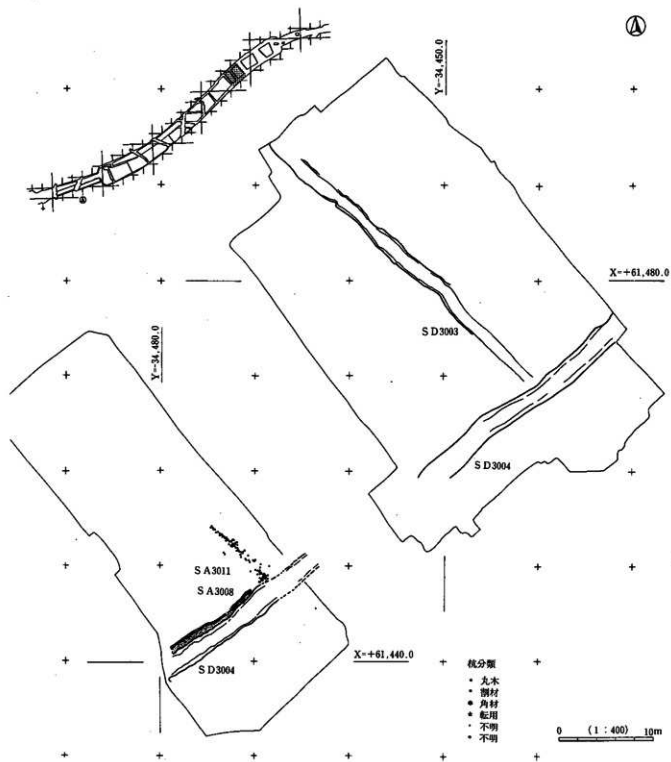 Y=-34,450.0
X=+61,480.0
SD3003
Y=-34,480.0
SD3004
SA3011
SA3008
SD3004
X=+61,440.0
杭分類
丸木
割材
角材
転用
不明
不明
0 (1:400) 10m